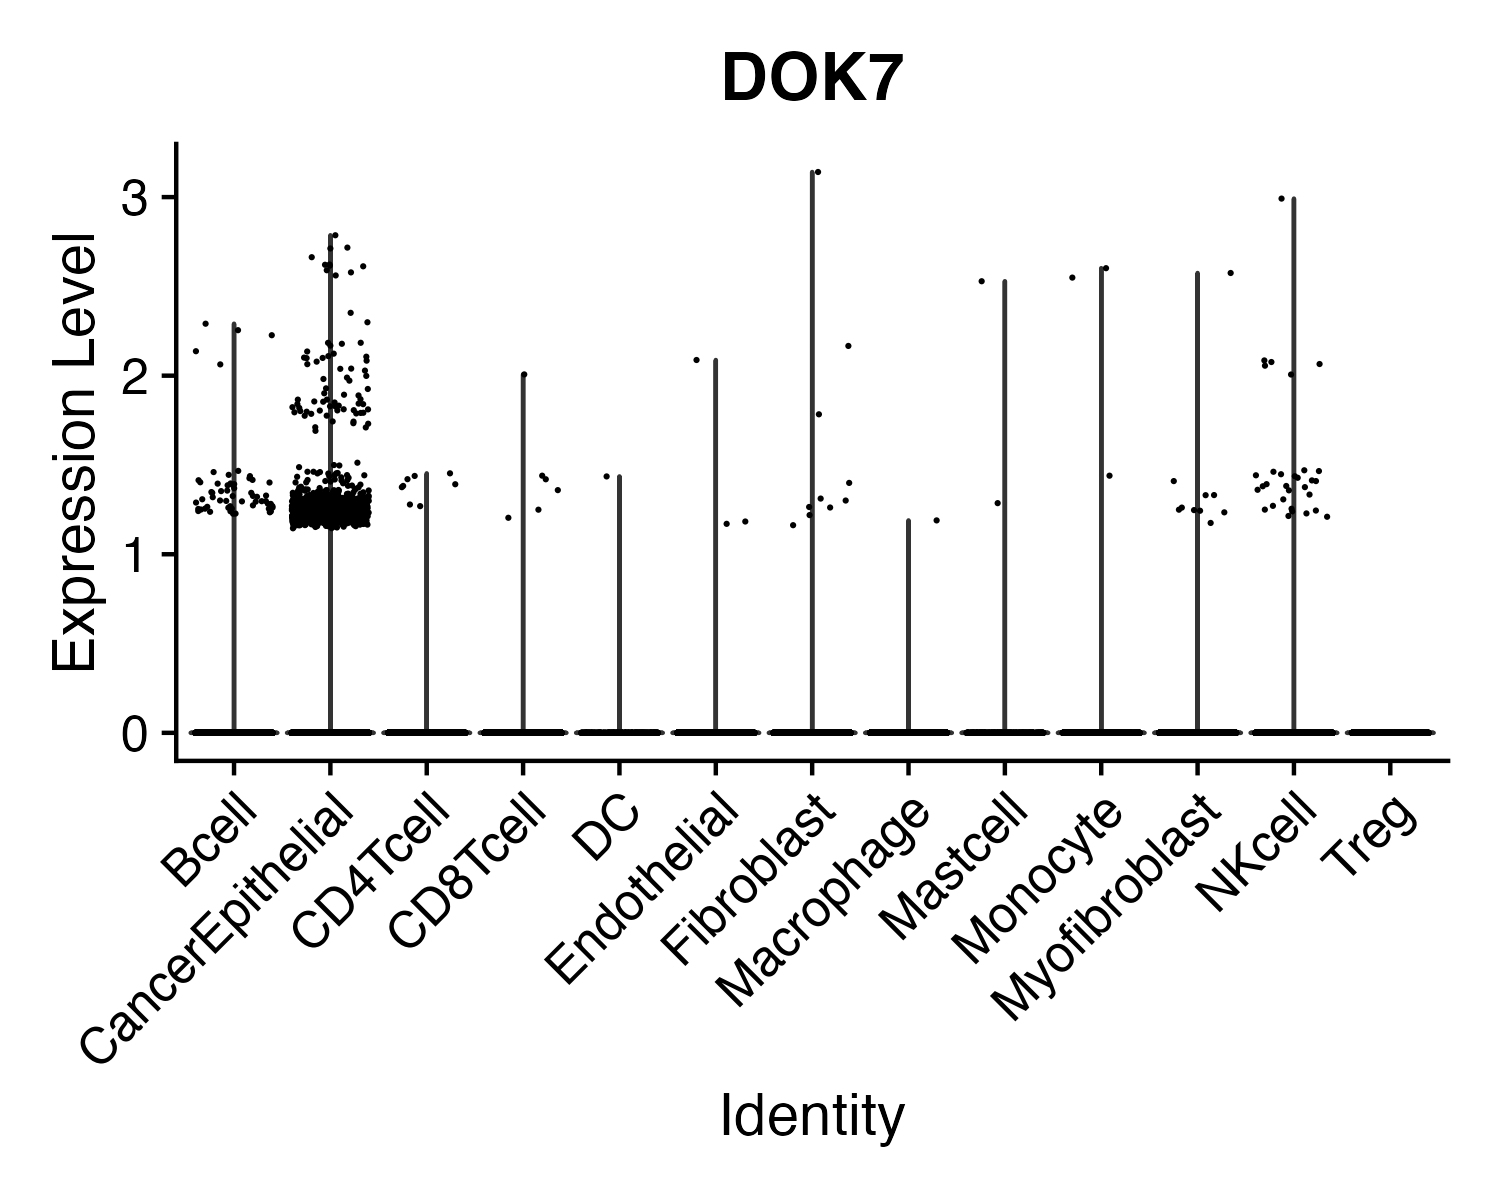 DOK7
Expression Level
3
2
1
0
Bcell
CancerEpithelial
CD4Tcell
CD8Tcell
DC
Endothelial
Fibroblast
Macrophage
Mastcell
Monocyte
Myofibroblast
NKcell
Treg
Identity